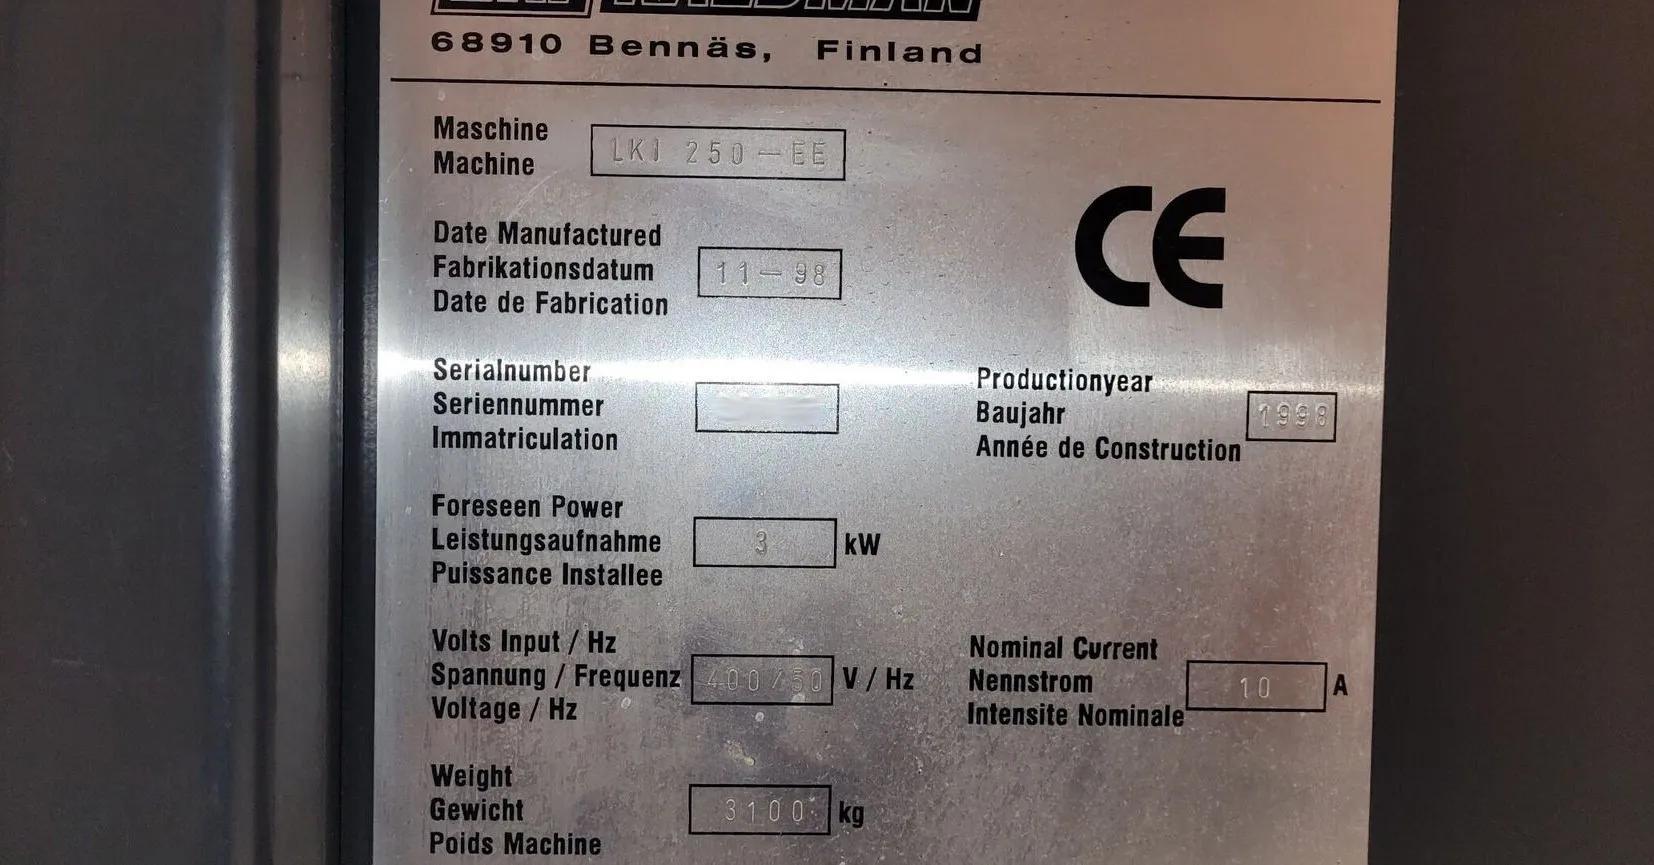 68910 Bennäs, Finland
Maschine
Machine
LKI 250-EE
Date Manufactured
Fabrikationsdatum
Date de Fabrication
11-98
CE
Serialnumber
Seriennummer
Immatriculation
Productionyear
Baujahr
Année de Construction
1998
Foreseen Power
Leistungsaufnahme
Puissance Installee
3 kW
Volts Input / Hz
Spannung / Frequenz
Voltage / Hz
400/50 V / Hz
Nominal Current
Nennstrom
Intensite Nominale
10 A
Weight
Gewicht
Poids Machine
3100 kg